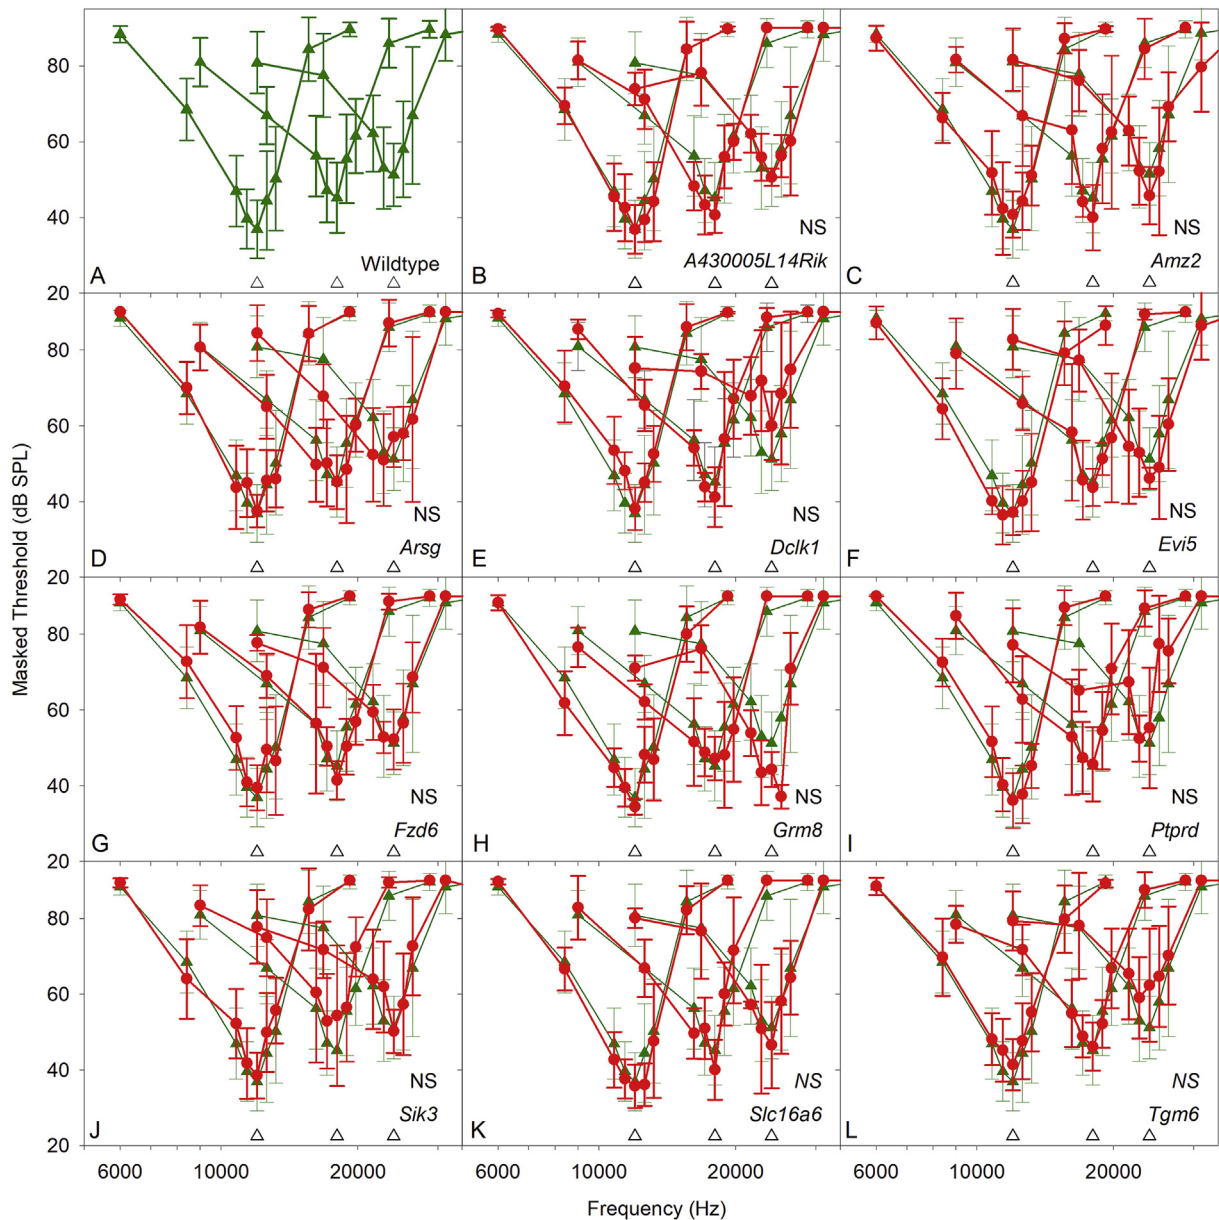 80
60
40
A
Wildtype
B
NS
A430005L14Rik
C
NS
Amz2
20
80
60
40
D
NS
Arsg
E
NS
Dclk1
F
NS
Evi5
20
80
60
40
G
NS
Fzd6
H
NS
Grm8
I
NS
Ptprd
20
80
60
40
20
J
NS
Sik3
K
NS
Slc16a6
L
NS
Tgm6
6000 10000 20000
6000 10000 20000
6000 10000 20000
Masked Threshold (dB SPL)
Frequency (Hz)